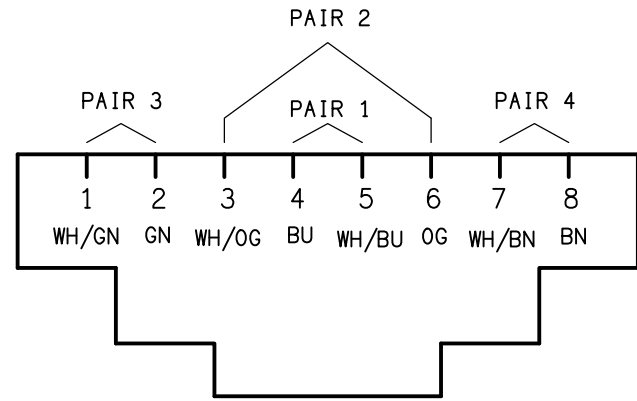 PAIR 2
PAIR 3 PAIR 1 PAIR 4
1 2 3 4 5 6 7 8
WH/GN GN WH/OG BU WH/BU OG WH/BN BN